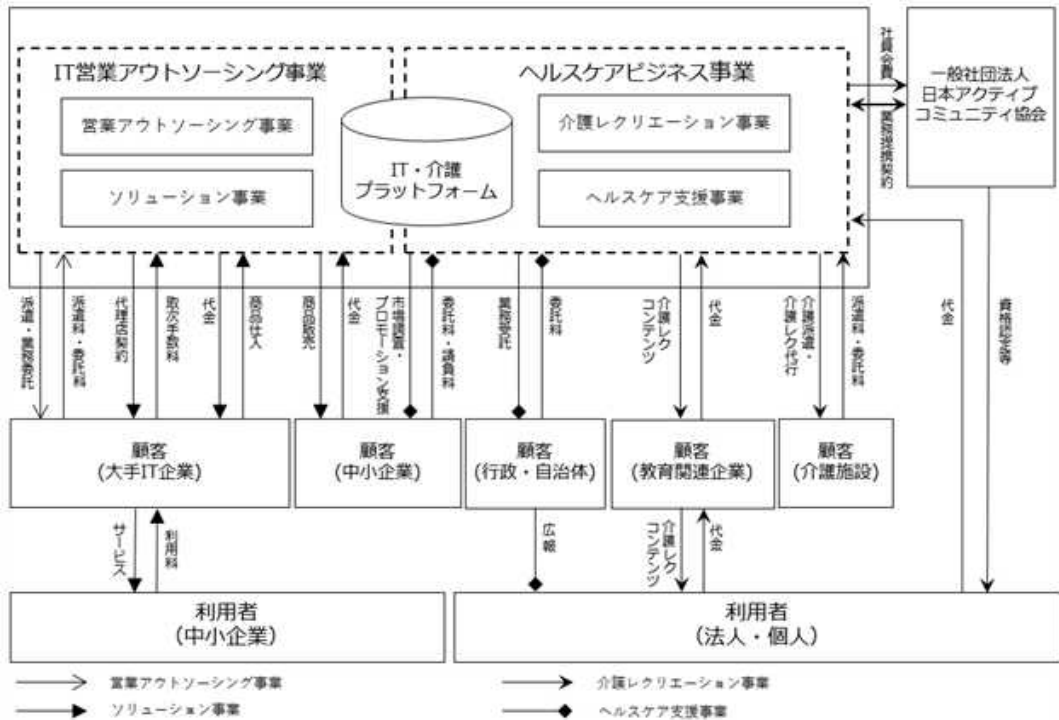 IT営業アウトソーシング事業
営業アウトソーシング事業
ソリューション事業
IT・介護
プラットフォーム
ヘルスケアビジネス事業
介護レクリエーション事業
ヘルスケア支援事業
社員会費
業務提携契約
一般社団法人
日本アクティブ
コミュニティ協会
派遣・業務委託
派遣料・委託料
代理店契約
取次手数料
代金
商品仕入
商品販売
代金
市場調査・
プロモーション支援
委託料・請負料
業務受託
委託料
介護レク
コンテンツ
代金
介護派遣・
介護レク代行
派遣料・委託料
代金
資格認定等
顧客
(大手IT企業)
顧客
(中小企業)
顧客
(行政・自治体)
顧客
(教育関連企業)
顧客
(介護施設)
サービス
利用料
広報
介護レク
コンテンツ
代金
利用者
(中小企業)
利用者
(法人・個人)
営業アウトソーシング事業
介護レクリエーション事業
ソリューション事業
ヘルスケア支援事業